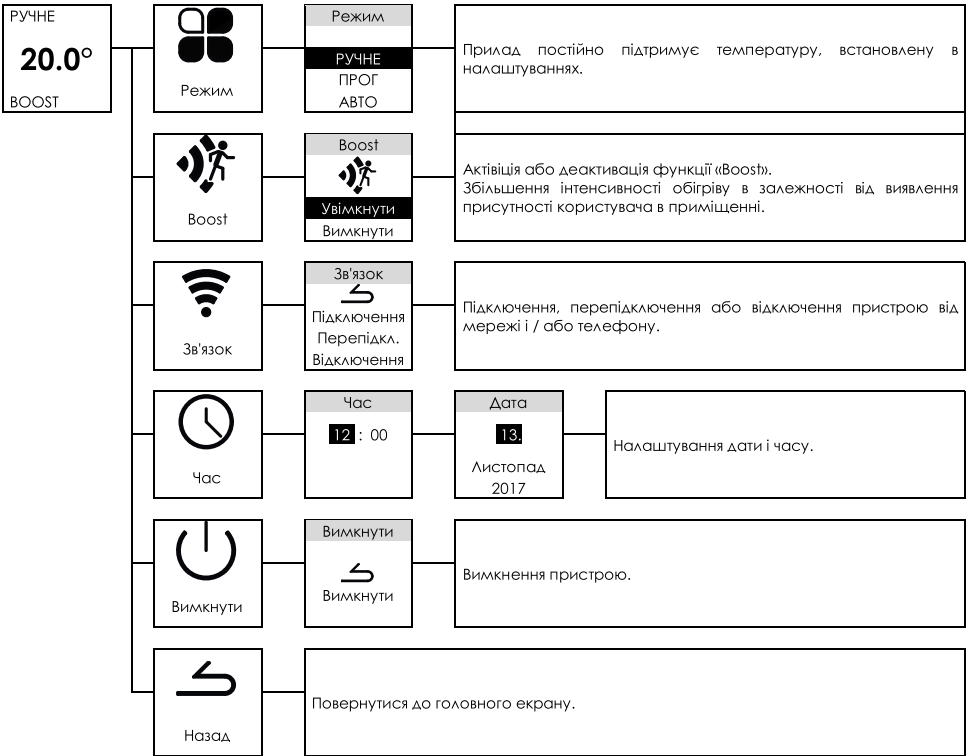 РУЧНЕ
20.0°
BOOST
Режим
Режим
РУЧНЕ
ПРОГ
АВТО
Прилад постійно підтримує температуру, встановлену в
налаштуваннях.
Boost
Boost
Увімкнути
Вимкнути
Актівіція або деактивація функції «Boost».
Збільшення інтенсивності обігріву в залежності від виявлення
присутності користувача в приміщенні.
Зв'язок
Зв'язок
Підключення
Перепідкл.
Відключення
Підключення, перепідключення або відключення пристрою від
мережі і / або телефону.
Час
Час
12 : 00
Дата
13.
Листопад
2017
Налаштування дати і часу.
Вимкнути
Вимкнути
Вимкнути
Вимкнення пристрою.
Назад
Повернутися до головного екрану.